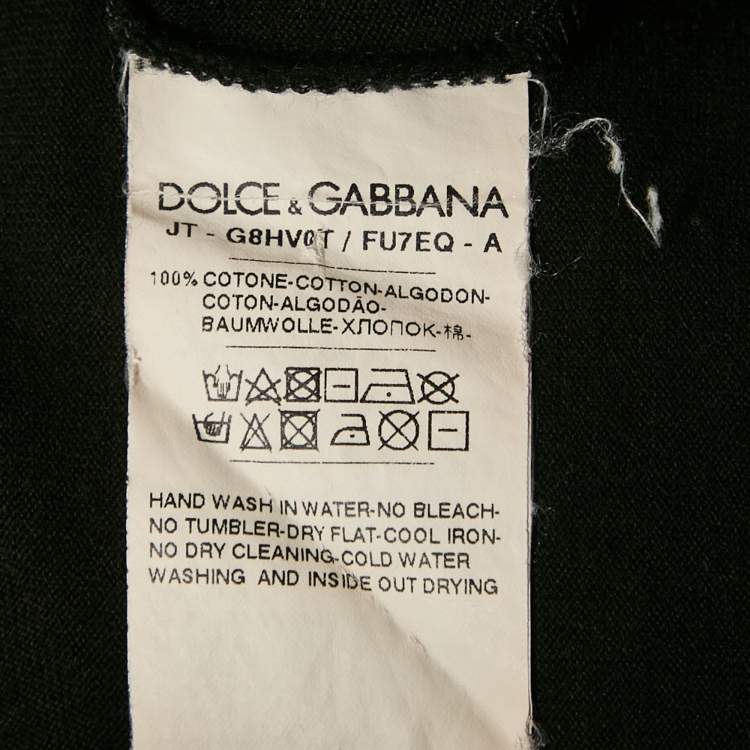 DOLCE & GABBANA
JT - G8HV0T / FU7EQ - A
100% COTONE-COTTON-ALGODON-
COTON-ALGODÃO-
BAUMWOLLE-ХЛОПОК-棉-
HAND WASH IN WATER-NO BLEACH-
NO TUMBLER-DRY FLAT-COOL IRON-
NO DRY CLEANING-COLD WATER
WASHING AND INSIDE OUT DRYING